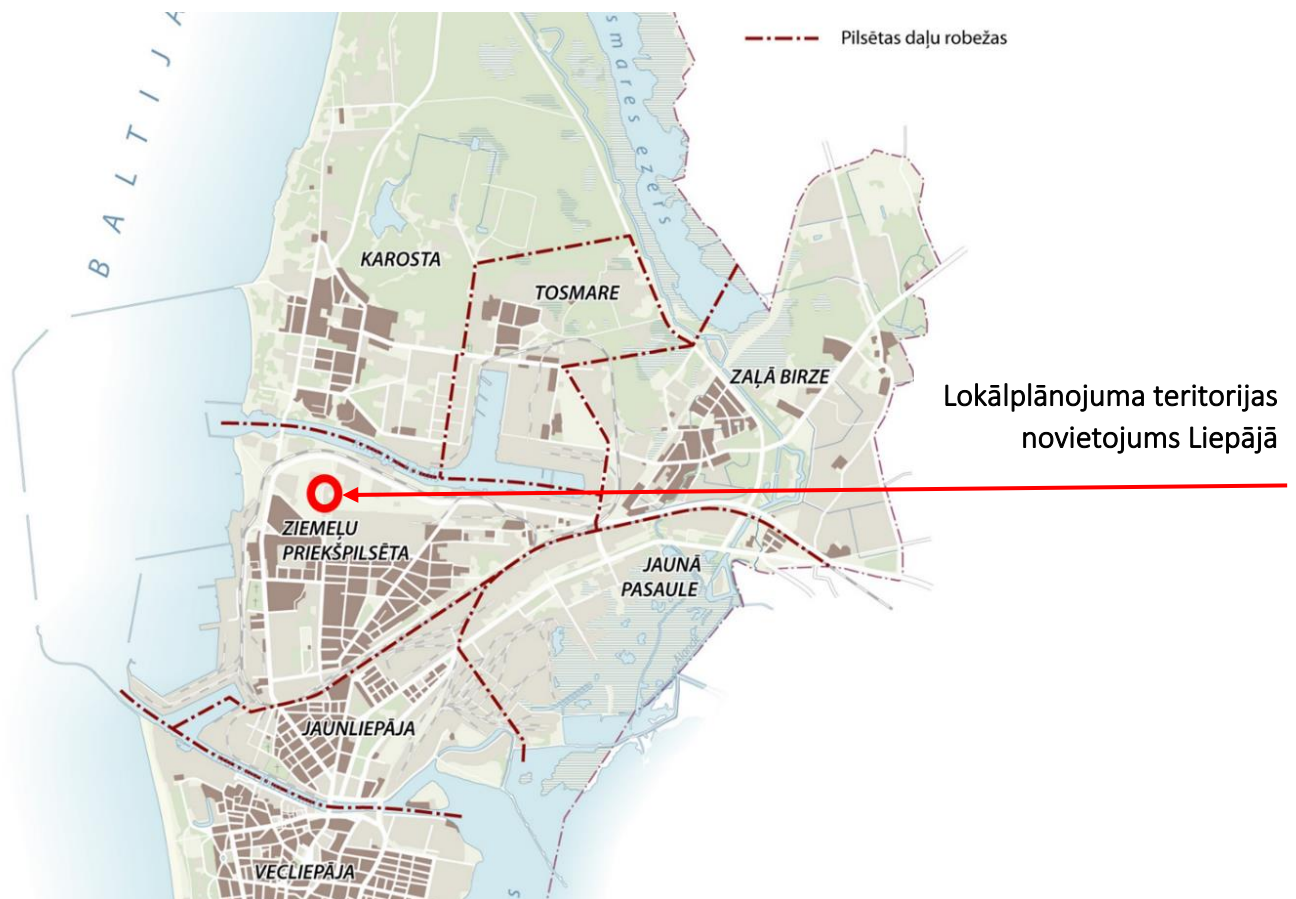 Pilsētas daļu robežas
BALTIJA
smares ezers
KAROSTA
TOSMARE
ZAĻĀ BIRZE
Lokālplānojuma teritorijas
novietojums Liepājā
ZIEMEĻU
PRIEKŠPILSĒTA
JAUNĀ
PASAULE
JAUNLIEPĀJA
VECLIEPĀJA
s